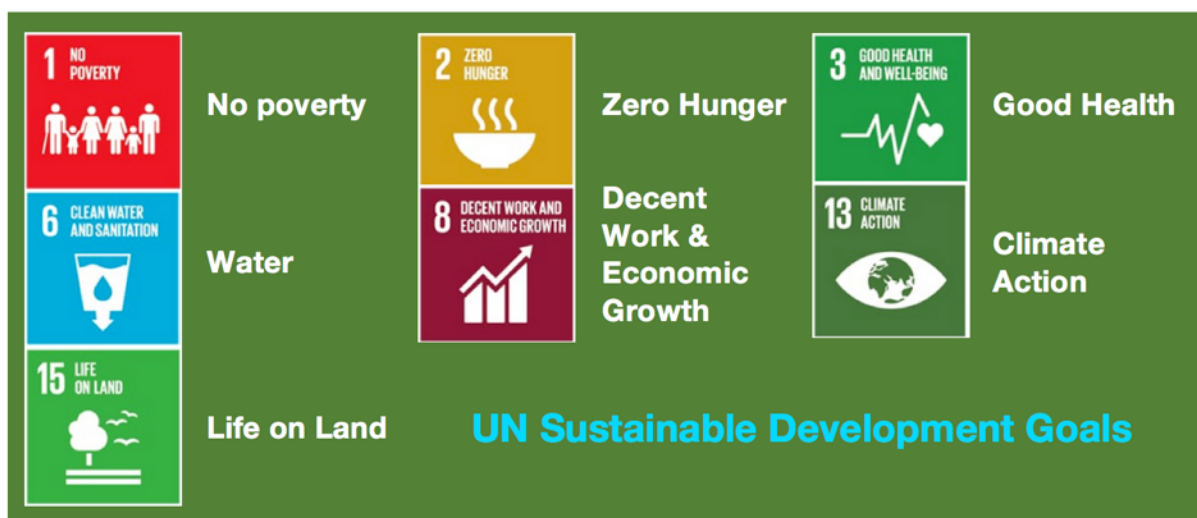 1 NO
POVERTY
No poverty
2 ZERO
HUNGER
Zero Hunger
3 GOOD HEALTH
AND WELL-BEING
Good Health
6 CLEAN WATER
AND SANITATION
Water
8 DECENT WORK AND
ECONOMIC GROWTH
Decent
Work &
Economic
Growth
13 CLIMATE
ACTION
Climate
Action
15 LIFE
ON LAND
Life on Land
UN Sustainable Development Goals